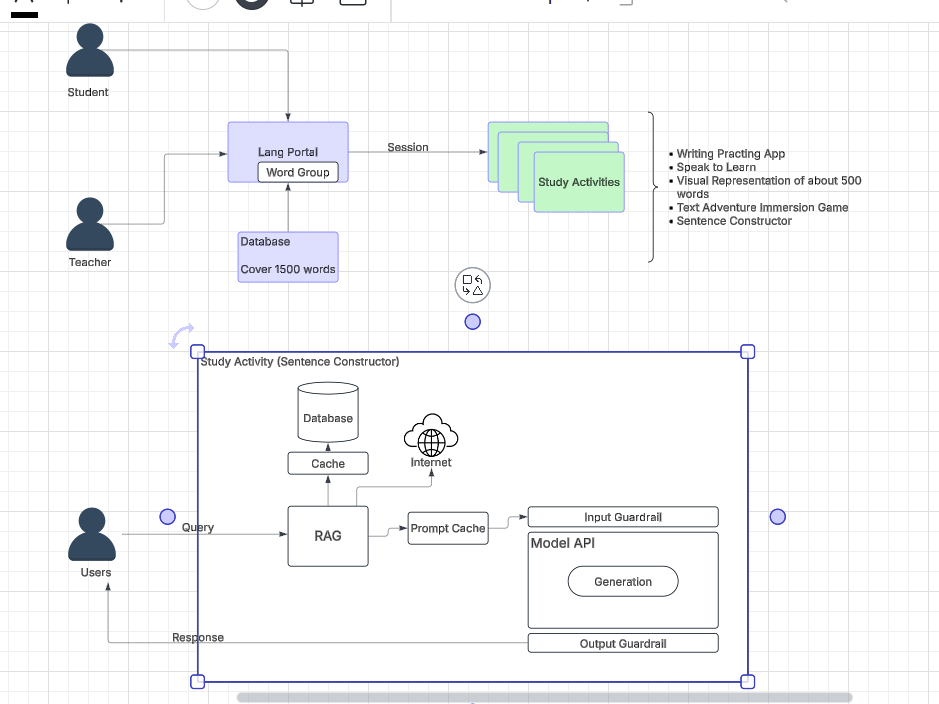 Student
Lang Portal
Word Group
Session
Study Activities
• Writing Practing App
• Speak to Learn
• Visual Representation of about 500
words
• Text Adventure Immersion Game
• Sentence Constructor
Teacher
Database
Cover 1500 words
Study Activity (Sentence Constructor)
Database
Cache
Internet
Users
Query
RAG
Prompt Cache
Input Guardrail
Model API
Generation
Output Guardrail
Response